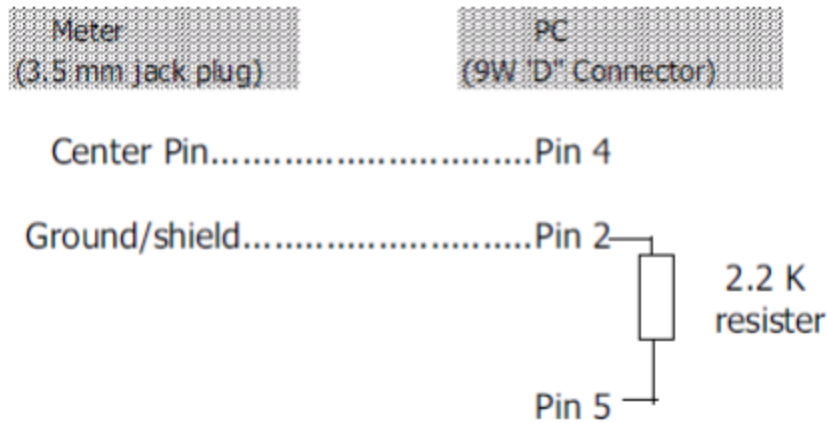 Meter PC
(3.5 mm jack plug) (9W 'D" Connector)
Center Pin..............................Pin 4
Ground/shield...........................Pin 2
2.2 K
resister
Pin 5